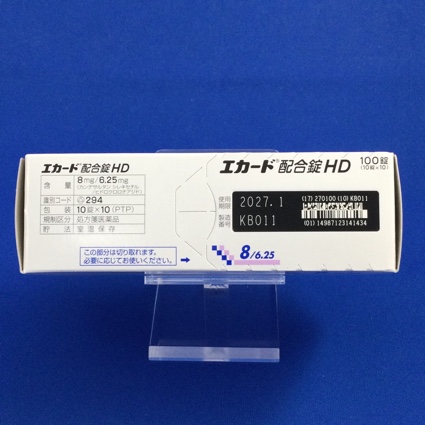 エカード配合錠HD
含量 8mg/6.25mg
(カンデサルタン シレキセチル/ヒドロクロロチアジド)
識別コード 294
包装 10錠×10(PTP)
規制区分 処方箋医薬品
貯法 室温保存
この部分は切り取れます。
必要に応じてお使いください。→
エカード®配合錠HD 100錠
(10錠×10)
使用期限 2027.1
製造番号 KB011
(17) 270100 (10) KB011
(01) 14987123141434
8/6.25